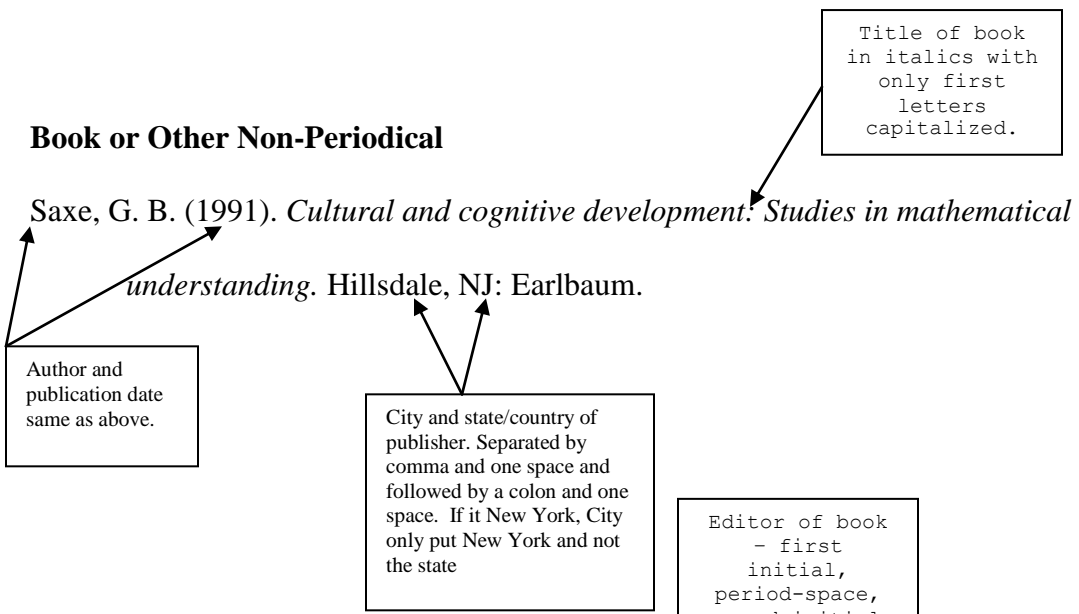 Title of book
in italics with
only first
letters
capitalized.
Book or Other Non-Periodical
Saxe, G. B. (1991). Cultural and cognitive development: Studies in mathematical
understanding. Hillsdale, NJ: Earlbaum.
Author and
publication date
same as above.
City and state/country of
publisher. Separated by
comma and one space and
followed by a colon and one
space. If it New York, City
only put New York and not
the state
Editor of book
– first
initial,
period-space,